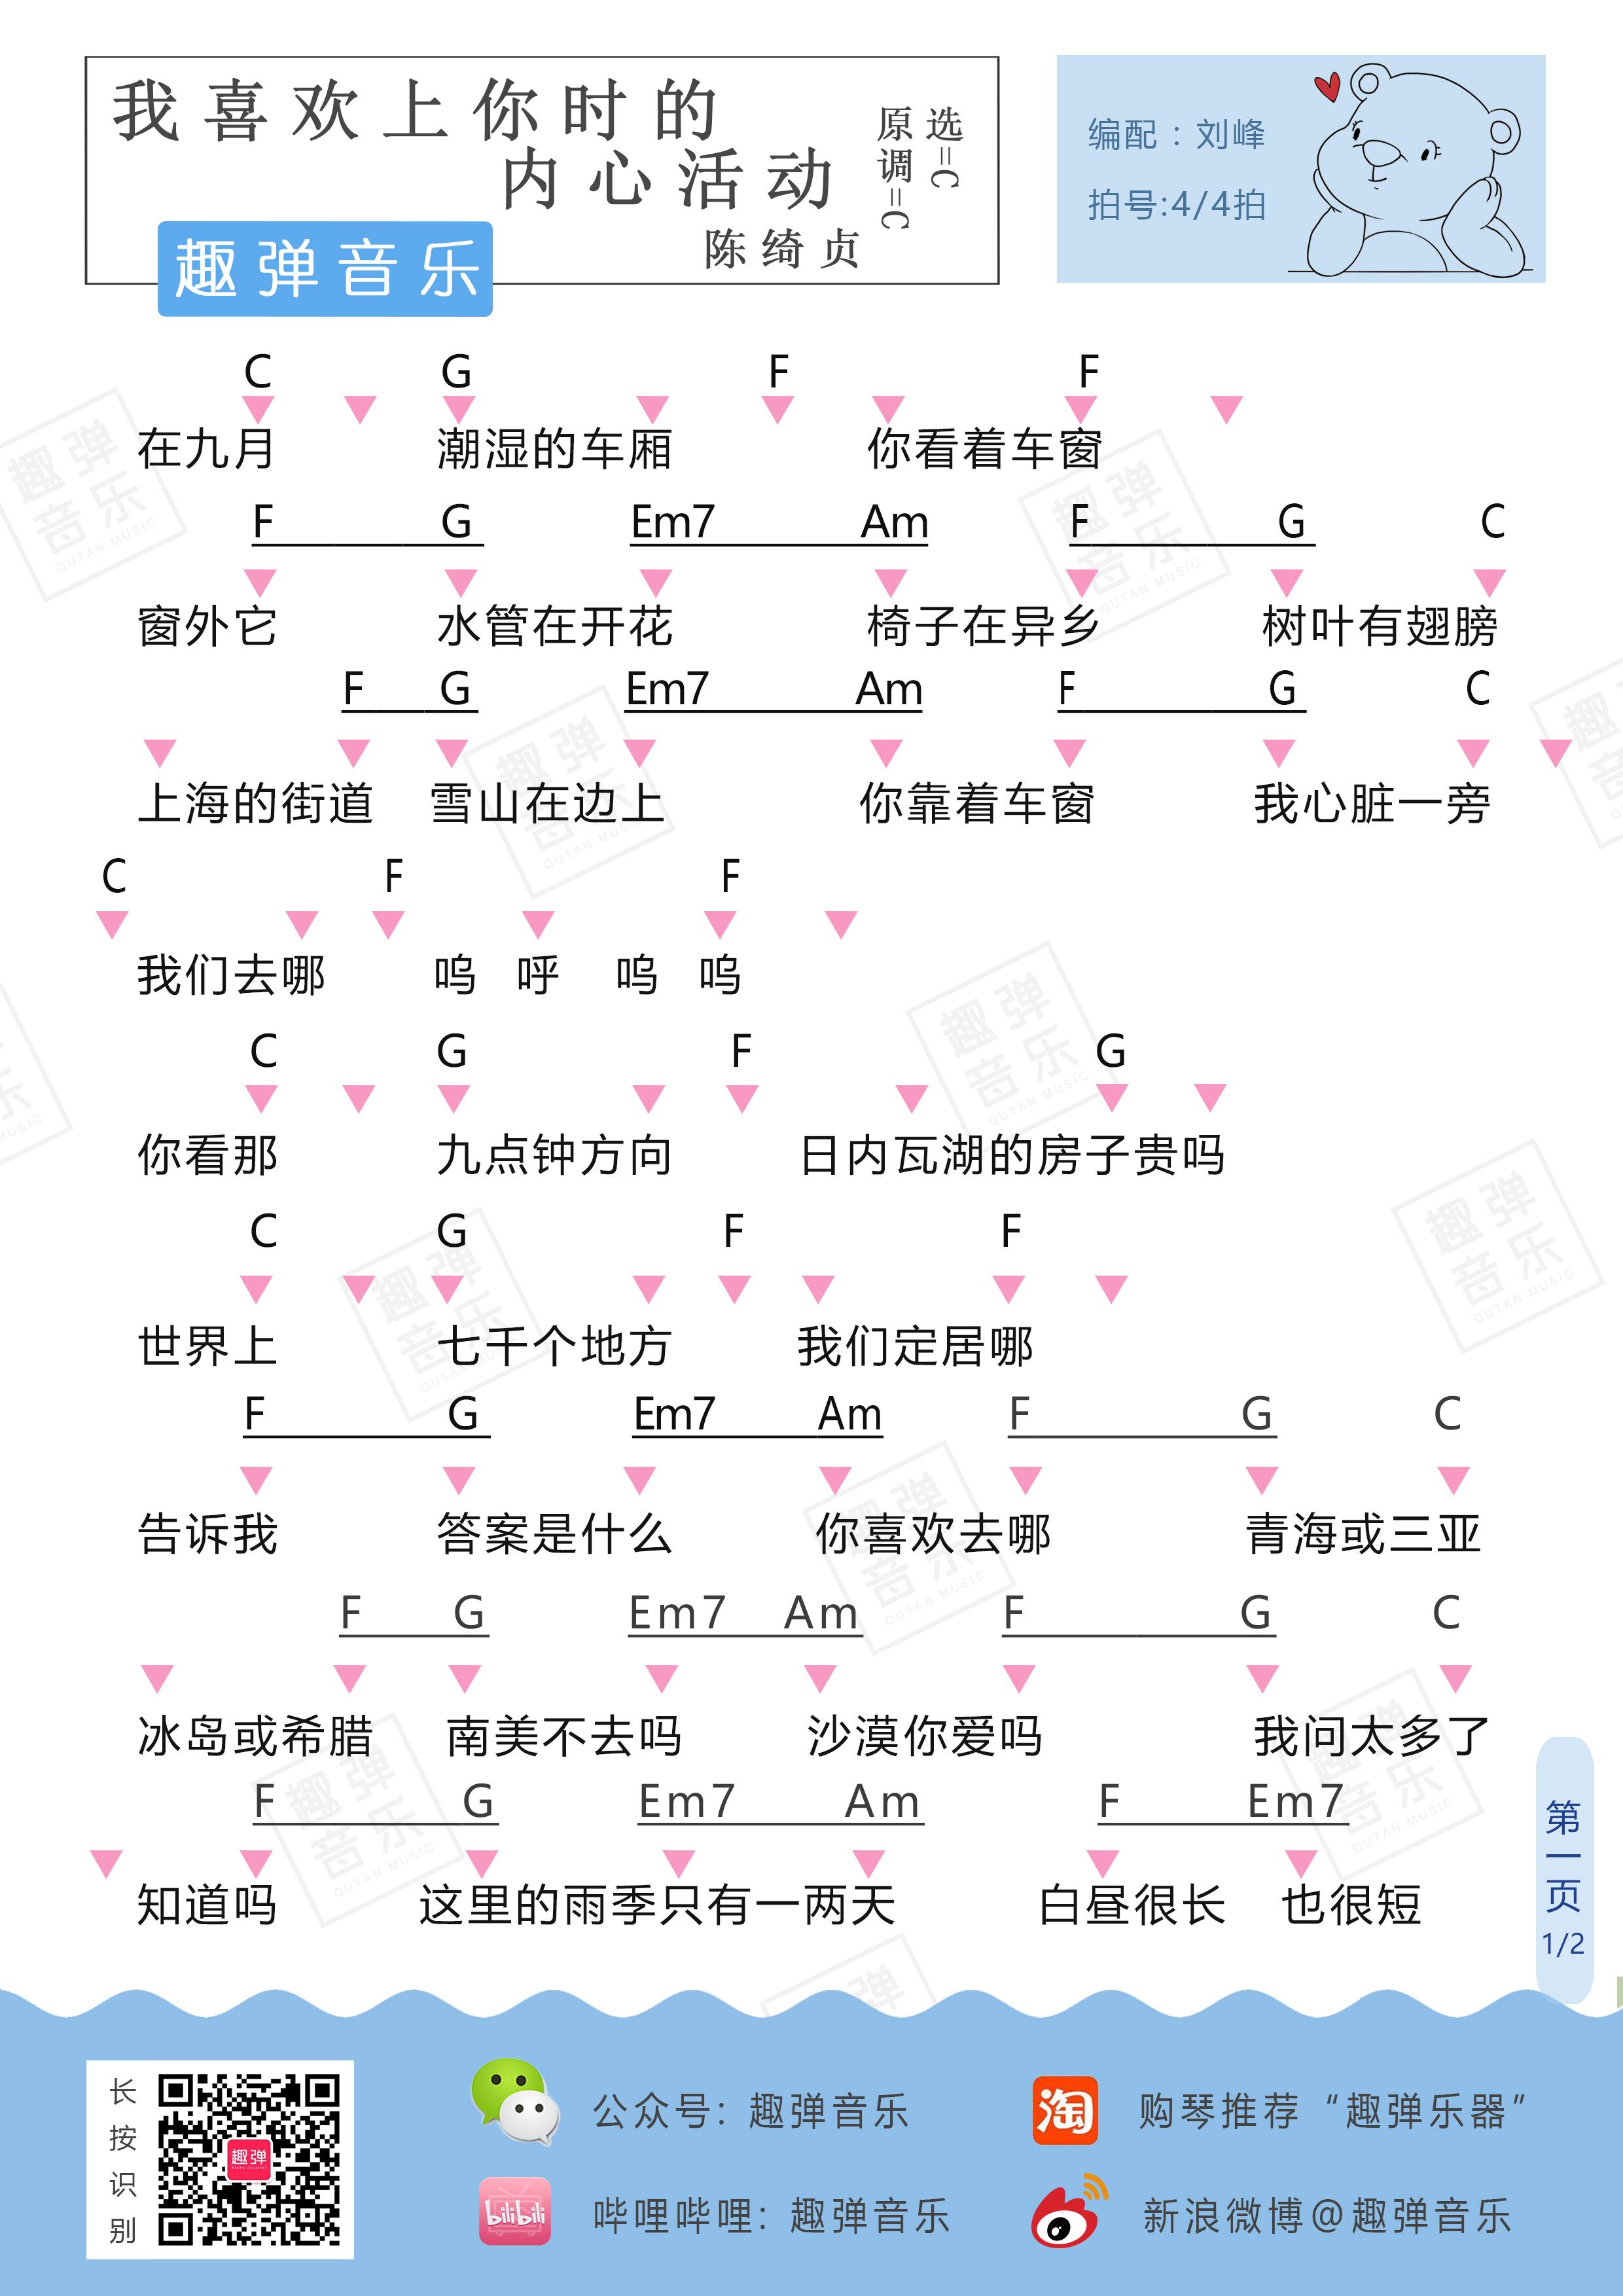 我喜欢上你时的
内心活动
原调=C
选=C
陈绮贞
趣弹音乐
编配：刘峰
拍号:4/4拍
C G F F
在九月 潮湿的车厢 你看着车窗
F G Em7 Am F G C
窗外它 水管在开花 椅子在异乡 树叶有翅膀
F G Em7 Am F G C
上海的街道 雪山在边上 你靠着车窗 我心脏一旁
C F F
我们去哪 呜 呼 呜 呜
C G F G
你看那 九点钟方向 日内瓦湖的房子贵吗
C G F F
世界上 七千个地方 我们定居哪
F G Em7 Am F G C
告诉我 答案是什么 你喜欢去哪 青海或三亚
F G Em7 Am F G C
冰岛或希腊 南美不去吗 沙漠你爱吗 我问太多了
F G Em7 Am F Em7
知道吗 这里的雨季只有一两天 白昼很长 也很短
第一页
1/2
长按识别
趣弹
公众号：趣弹音乐
淘
购琴推荐“趣弹乐器”
bilibili
哔哩哔哩：趣弹音乐
新浪微博@趣弹音乐
趣弹音乐
QUTAN MUSIC